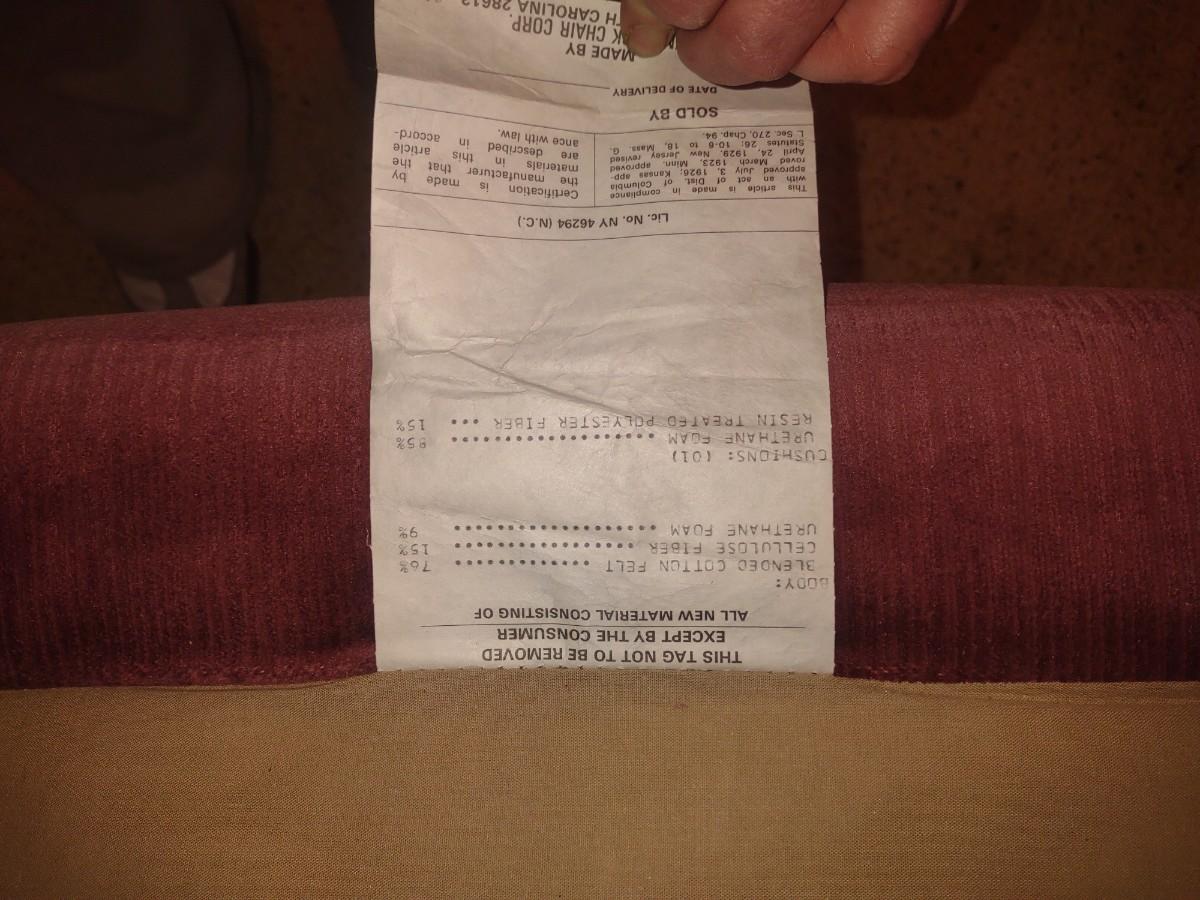 THIS TAG NOT TO BE REMOVED
EXCEPT BY THE CONSUMER
ALL NEW MATERIAL CONSISTING OF
BODY:
BLENDED COTTON FELT ............. 76%
CELLULOSE FIBER ................. 15%
URETHANE FOAM ................... 9%
CUSHIONS: (01)
URETHANE FOAM ................... 85%
RESIN TREATED POLYESTER FIBER ... 15%
Lic. No. NY 46294 (N.C.)
This article is made in compliance
with an act of Dist. of Columbia
approved July 3, 1926; Kansas app-
roved March 1923, Minn. approved
April 24, 1929. New Jersey revised
Statutes 26; 10-6 to 18. Mass. G.
L Sec. 270, Chap. 94.
Certification is made by
the manufacturer that the
materials in this article
are described in accord-
ance with law.
SOLD BY
DATE OF DELIVERY
MADE BY
CHAIR CORP.
CAROLINA 28613